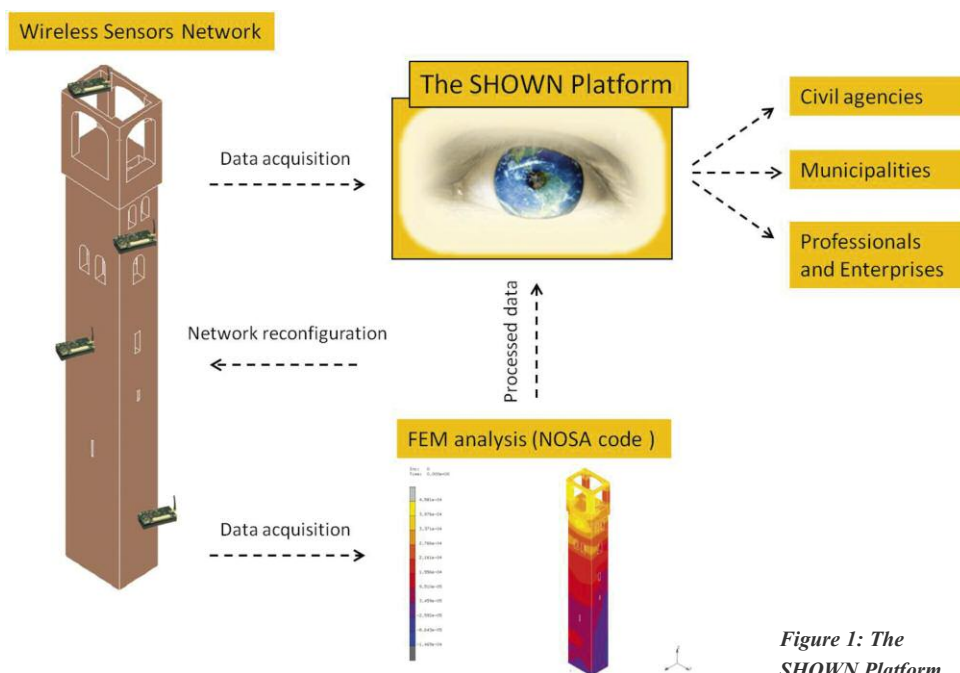 Wireless Sensors Network
The SHOWN Platform
Civil agencies
Data acquisition
Municipalities
Professionals
and Enterprises
Processed data
Network reconfiguration
FEM analysis (NOSA code )
Data acquisition
Figure 1: The
SHOWN Platform